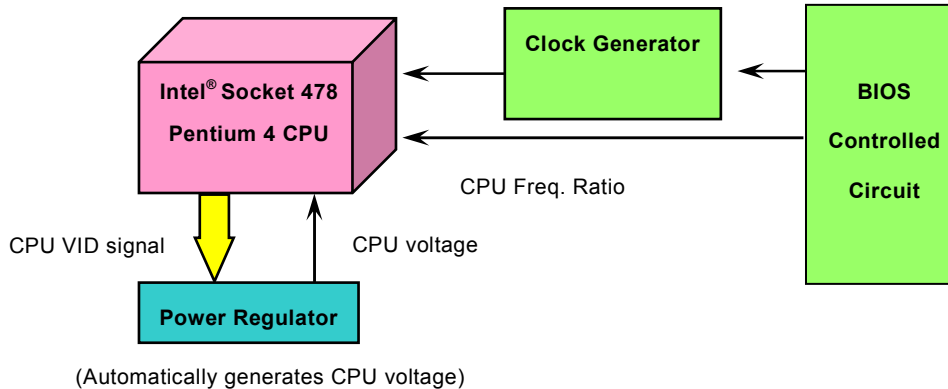 Clock Generator
Intel® Socket 478
Pentium 4 CPU
BIOS
Controlled
Circuit
CPU Freq. Ratio
CPU VID signal
CPU voltage
Power Regulator
(Automatically generates CPU voltage)